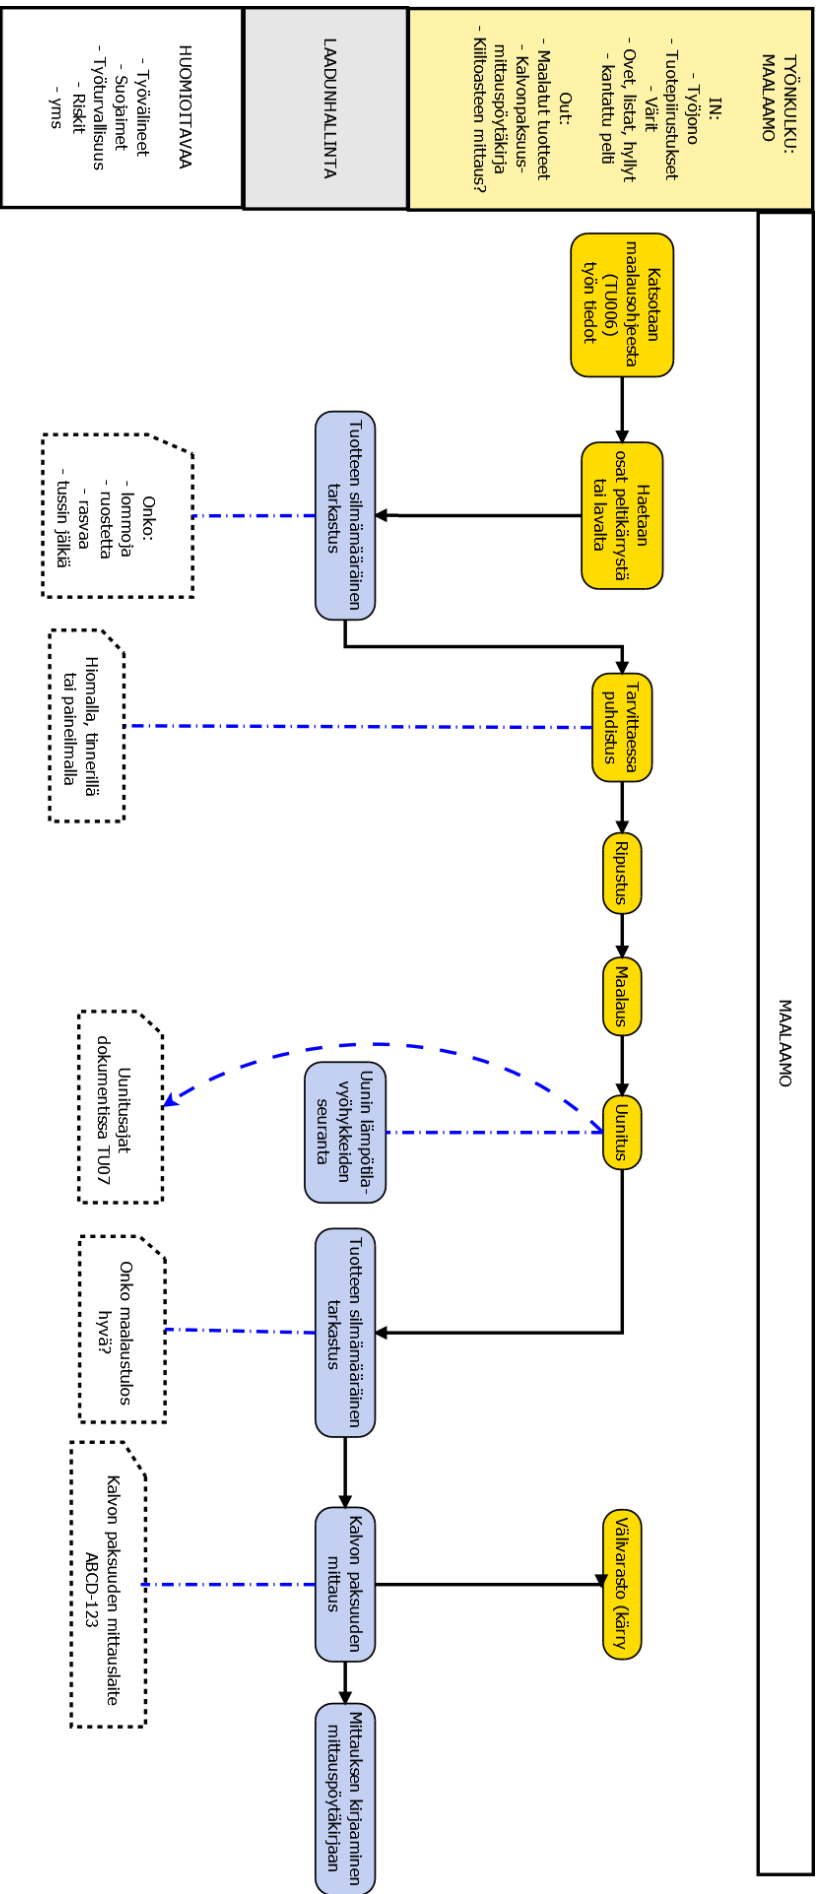 TYÖNKULKU:
MAALAAMO
IN:
- Työjono
- Tuotepiirustukset
- Värit
- Ovet, listat, hyllyt
- kantattu pelti
Out:
- Maalatut tuotteet
- Kalvonpaksuus-
mittauspöytäkirja
- Kiiltoasteen mittaus?
LAADUNHALLINTA
HUOMIOITAVAA
- Työvälineet
- Suojaimet
- Työturvallisuus
- Riskit
- yms
MAALAAMO
Katsotaan
maalausohjeesta
(TU006)
työn tiedot
Haetaan
osat peltikärrystä
tai lavalta
Tuotteen silmämääräinen
tarkastus
Onko:
- lommoja
- ruostetta
- rasvaa
- tussin jälkiä
Tarvittaessa
puhdistus
Hiomalla, tinnerillä
tai paineilmalla
Ripustus
Maalaus
Uunitus
Uunin lämpötila-
vyöhykkeiden
seuranta
Uunitusajat
dokumentissa TU07
Tuotteen silmämääräinen
tarkastus
Onko maalaustulos
hyvä?
Kalvon paksuuden
mittaus
Kalvon paksuuden mittauslaite
ABCD-123
Välivarasto (kärry
Mittauksen kirjaaminen
mittauspöytäkirjaan